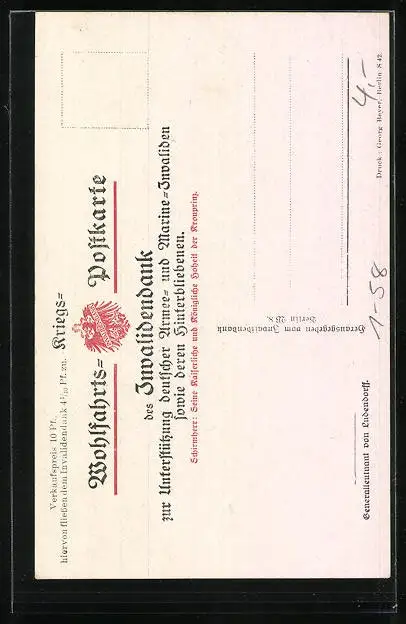 Verkaufspreis 10 Pf.
hiervon fließen dem Invalidendank 4¹/₁₀ Pf. zu.
Kriegs=
Wohlfahrts= Postkarte
des Invalidendank
zur Unterstützung deutscher Armee= und Marine=Invaliden
sowie deren Hinterbliebenen.
Schirmherr: Seine Kaiserliche und Königliche Hoheit der Kronprinz.
Herausgegeben vom Invalidendank
Berlin W 8.
Generalleutnant von Ludendorff.
Druck: Georg Beyer, Berlin S 42
4,-
1-58